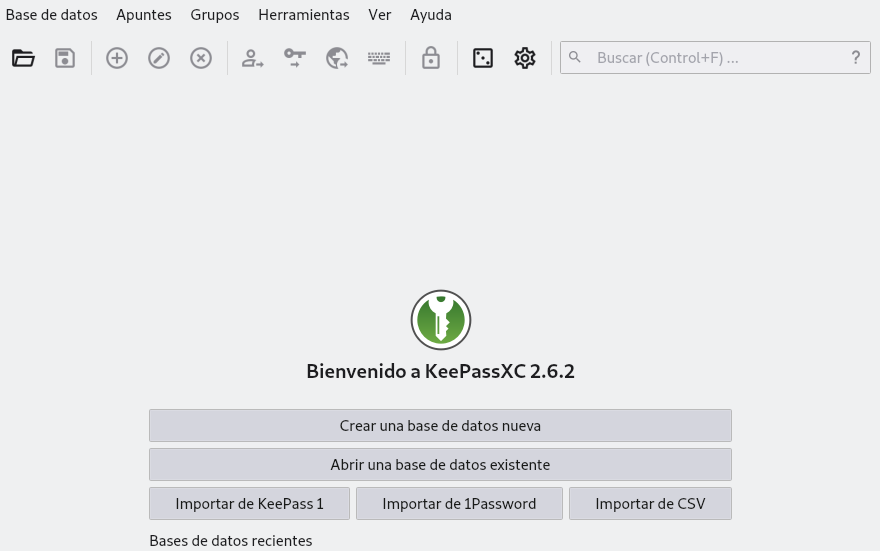 Base de datos Apuntes Grupos Herramientas Ver Ayuda
Buscar (Control+F) ... ?
Bienvenido a KeePassXC 2.6.2
Crear una base de datos nueva
Abrir una base de datos existente
Importar de KeePass 1 Importar de 1Password Importar de CSV
Bases de datos recientes